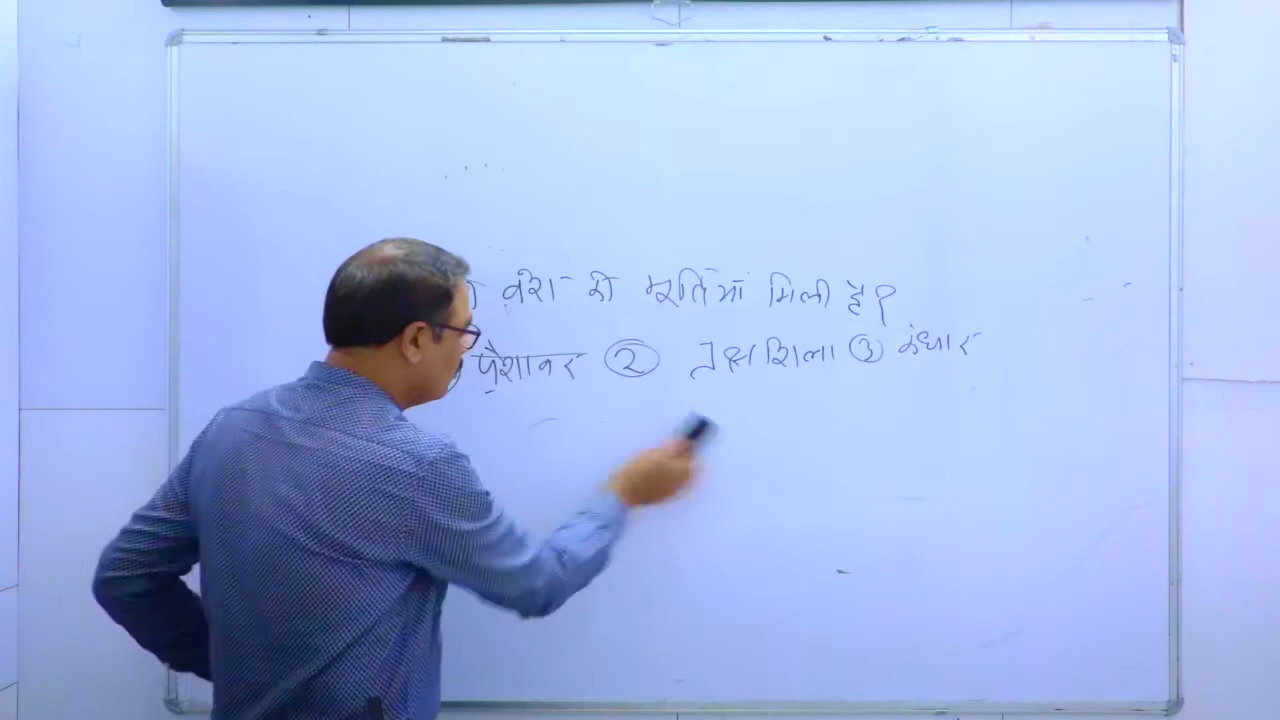 वंश की मूर्तियां मिली है?
पैशावर ② तक्षशिला ③ कंधार